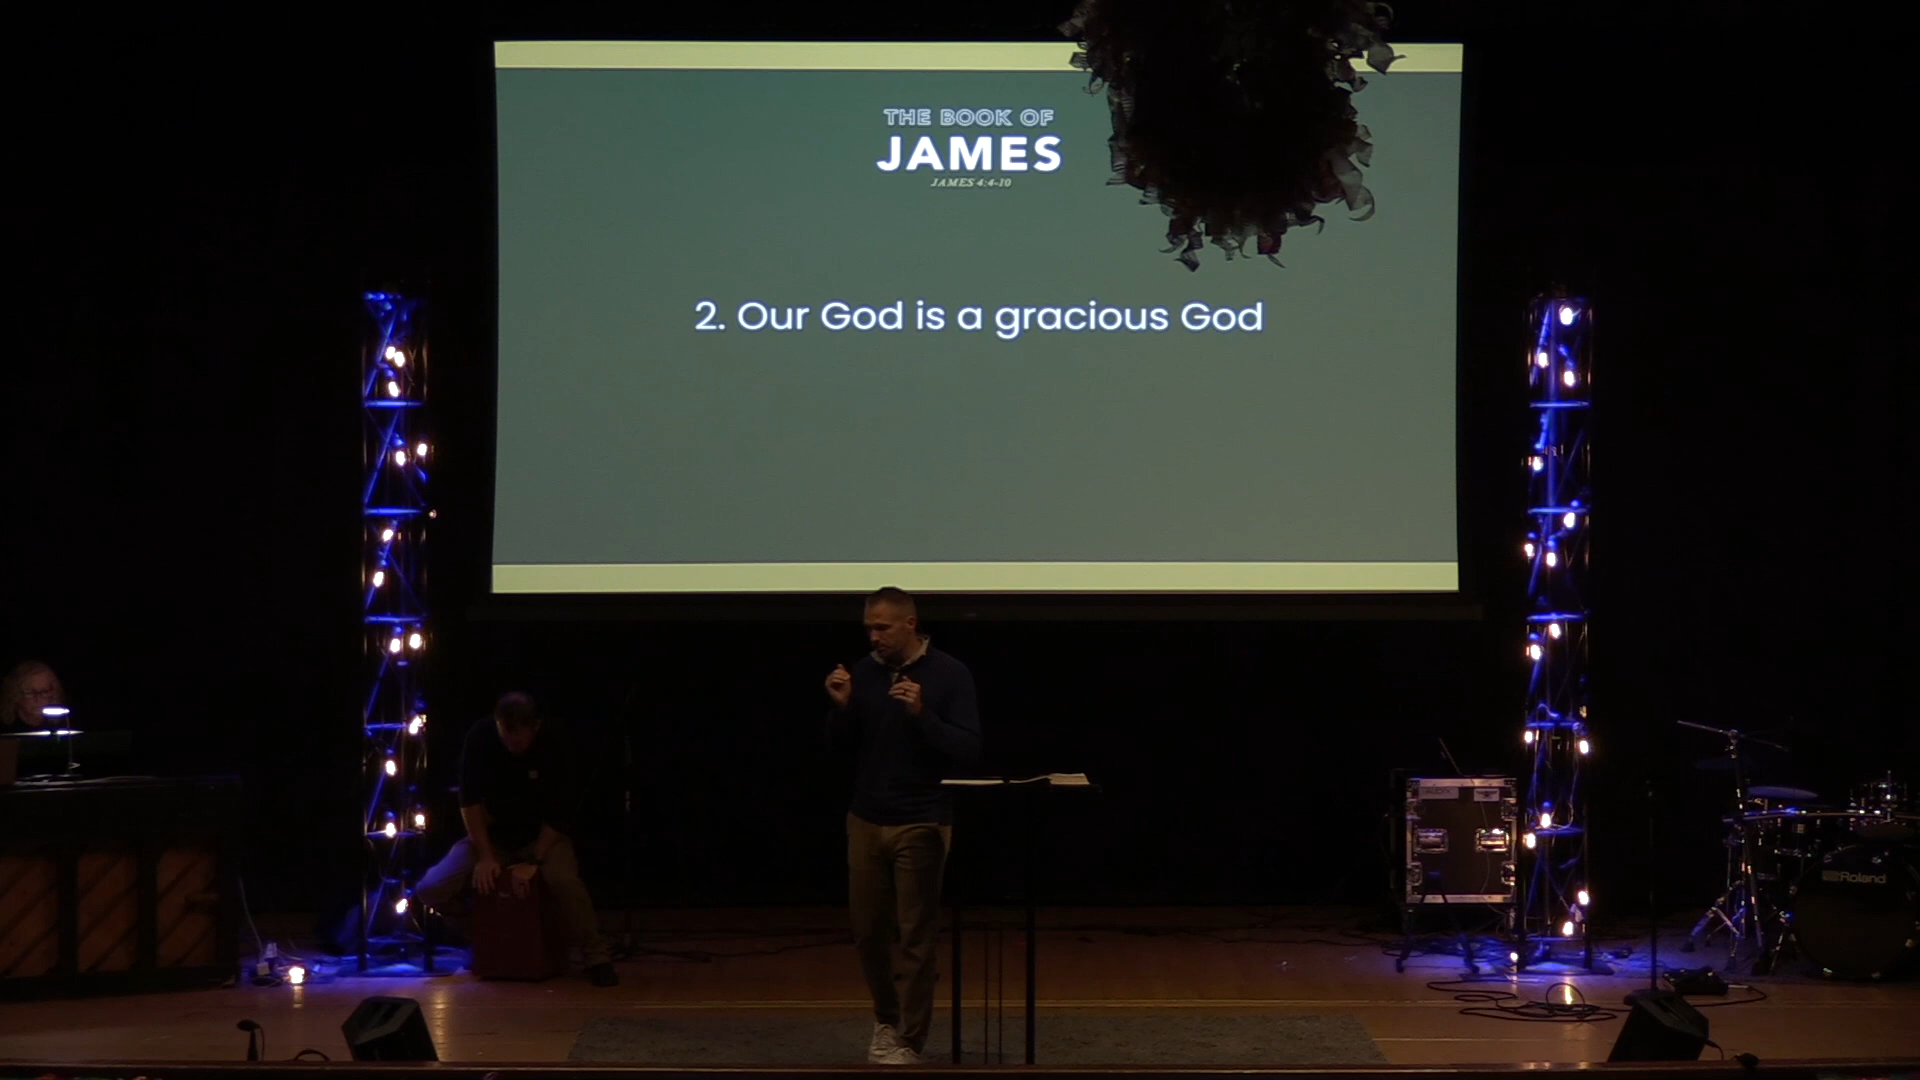 THE BOOK OF
JAMES
JAMES 4:4-10
2. Our God is a gracious God
Roland